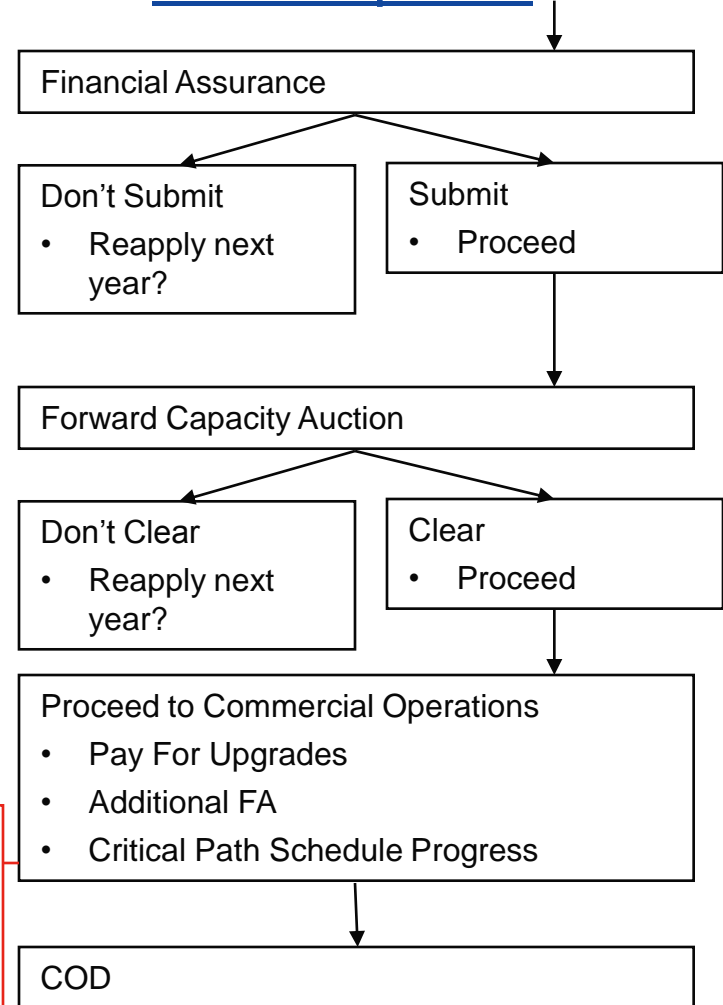 Financial Assurance
Don't Submit
• Reapply next
year?
Submit
• Proceed
Forward Capacity Auction
Don't Clear
• Reapply next
year?
Clear
• Proceed
Proceed to Commercial Operations
• Pay For Upgrades
• Additional FA
• Critical Path Schedule Progress
COD